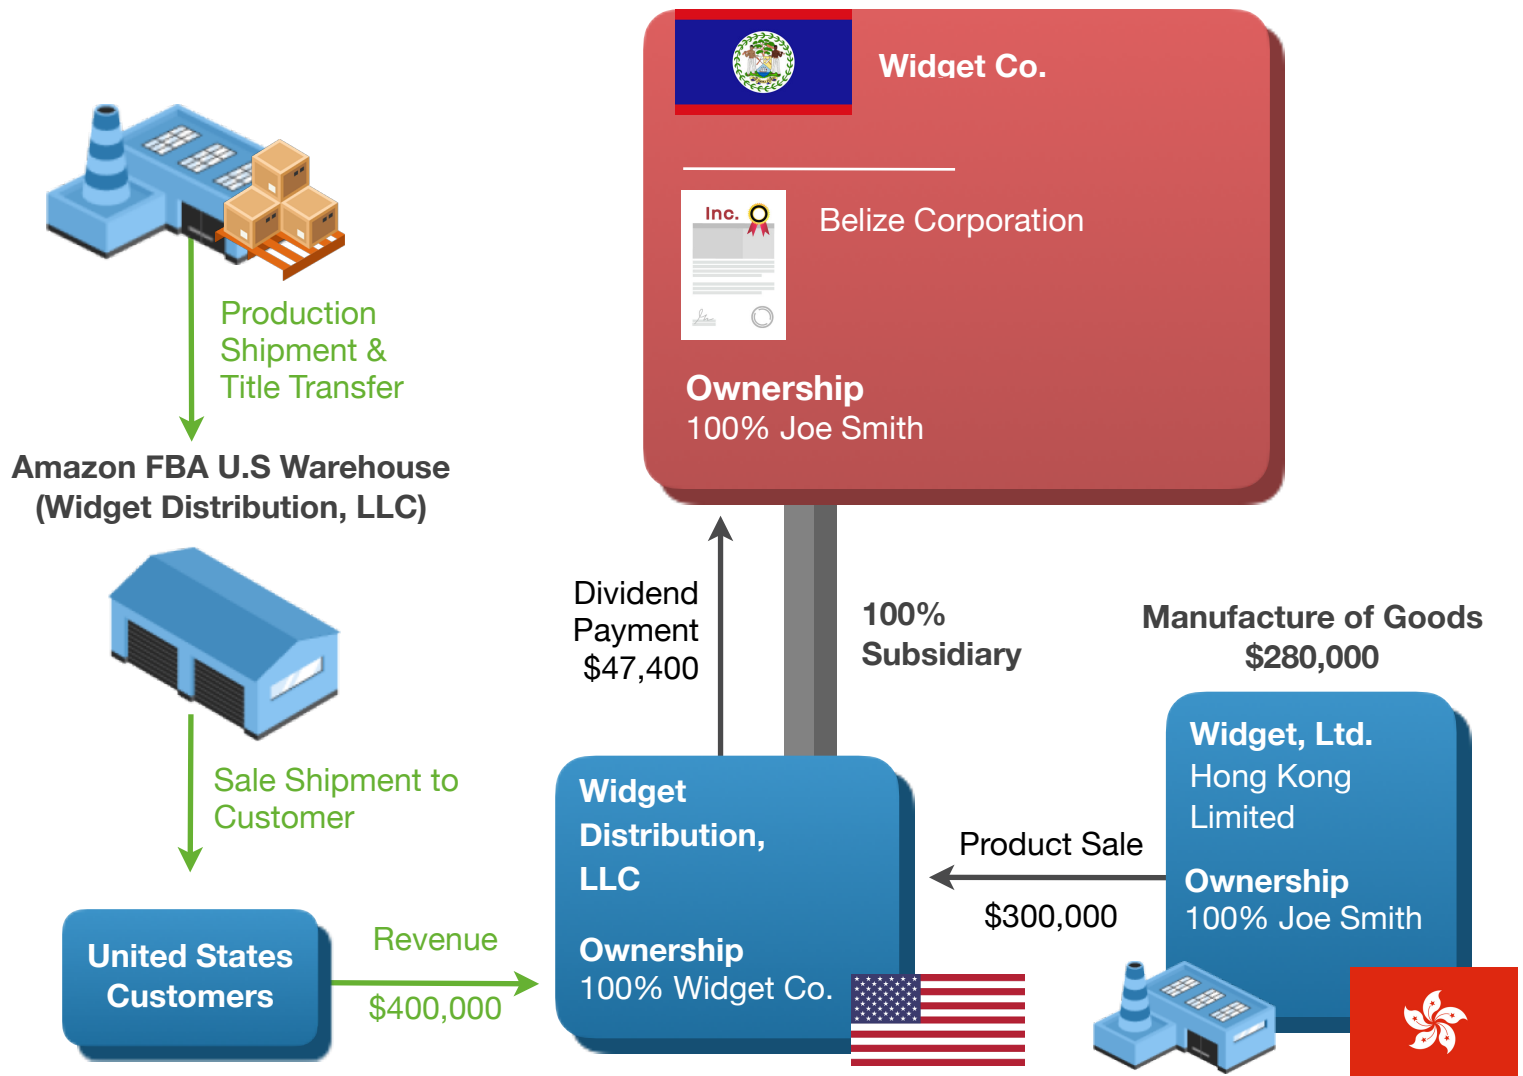 Widget Co.
Inc.
Belize Corporation
Ownership
100% Joe Smith
Production
Shipment &
Title Transfer
Amazon FBA U.S Warehouse
(Widget Distribution, LLC)
Sale Shipment to
Customer
United States
Customers
Revenue
$400,000
Dividend
Payment
$47,400
100%
Subsidiary
Widget
Distribution,
LLC
Ownership
100% Widget Co.
Product Sale
$300,000
Manufacture of Goods
$280,000
Widget, Ltd.
Hong Kong
Limited
Ownership
100% Joe Smith